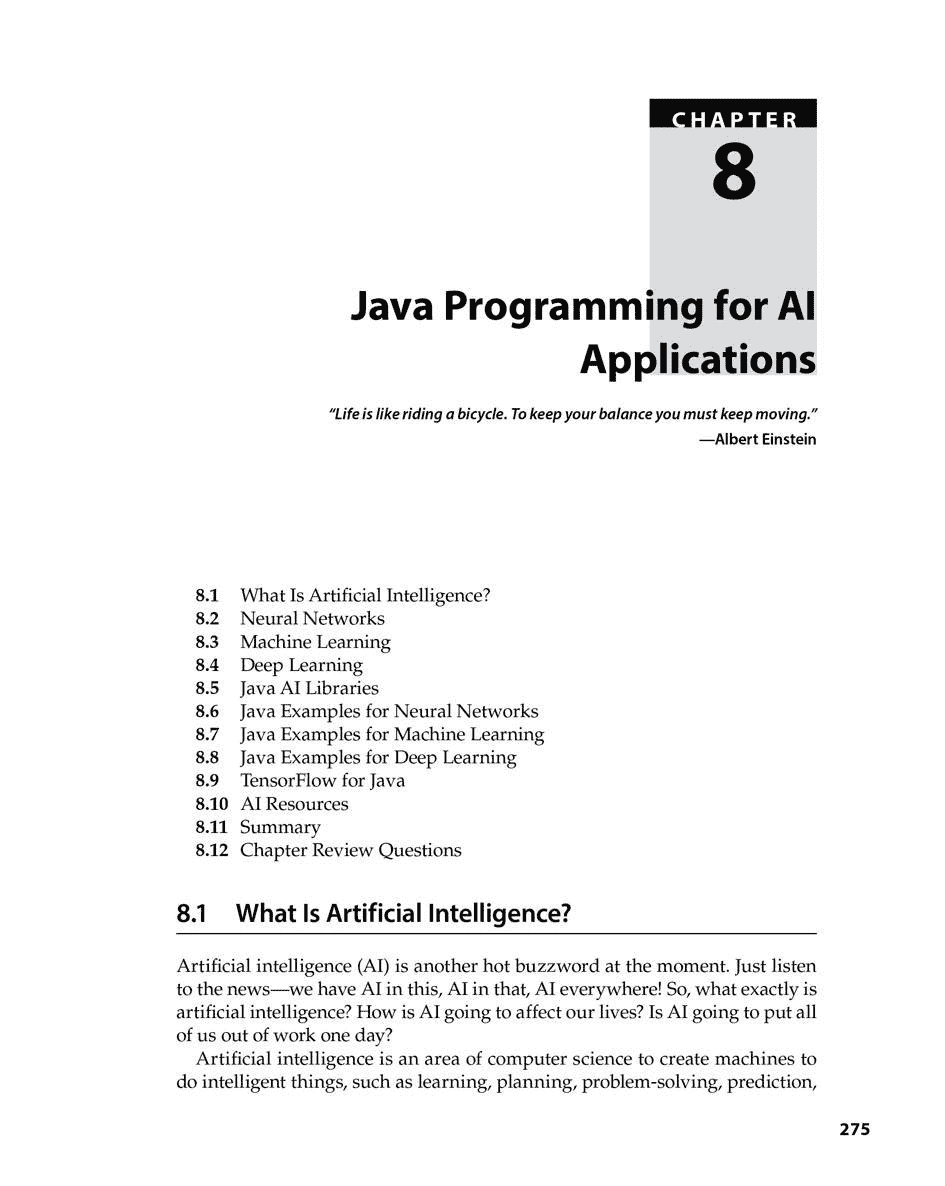 CHAPTER
8
Java Programming for AI
Applications
“Life is like riding a bicycle. To keep your balance you must keep moving.”
—Albert Einstein
8.1 What Is Artificial Intelligence?
8.2 Neural Networks
8.3 Machine Learning
8.4 Deep Learning
8.5 Java AI Libraries
8.6 Java Examples for Neural Networks
8.7 Java Examples for Machine Learning
8.8 Java Examples for Deep Learning
8.9 TensorFlow for Java
8.10 AI Resources
8.11 Summary
8.12 Chapter Review Questions
8.1 What Is Artificial Intelligence?
Artificial intelligence (AI) is another hot buzzword at the moment. Just listen
to the news—we have AI in this, AI in that, AI everywhere! So, what exactly is
artificial intelligence? How is AI going to affect our lives? Is AI going to put all
of us out of work one day?
Artificial intelligence is an area of computer science to create machines to
do intelligent things, such as learning, planning, problem-solving, prediction,
275